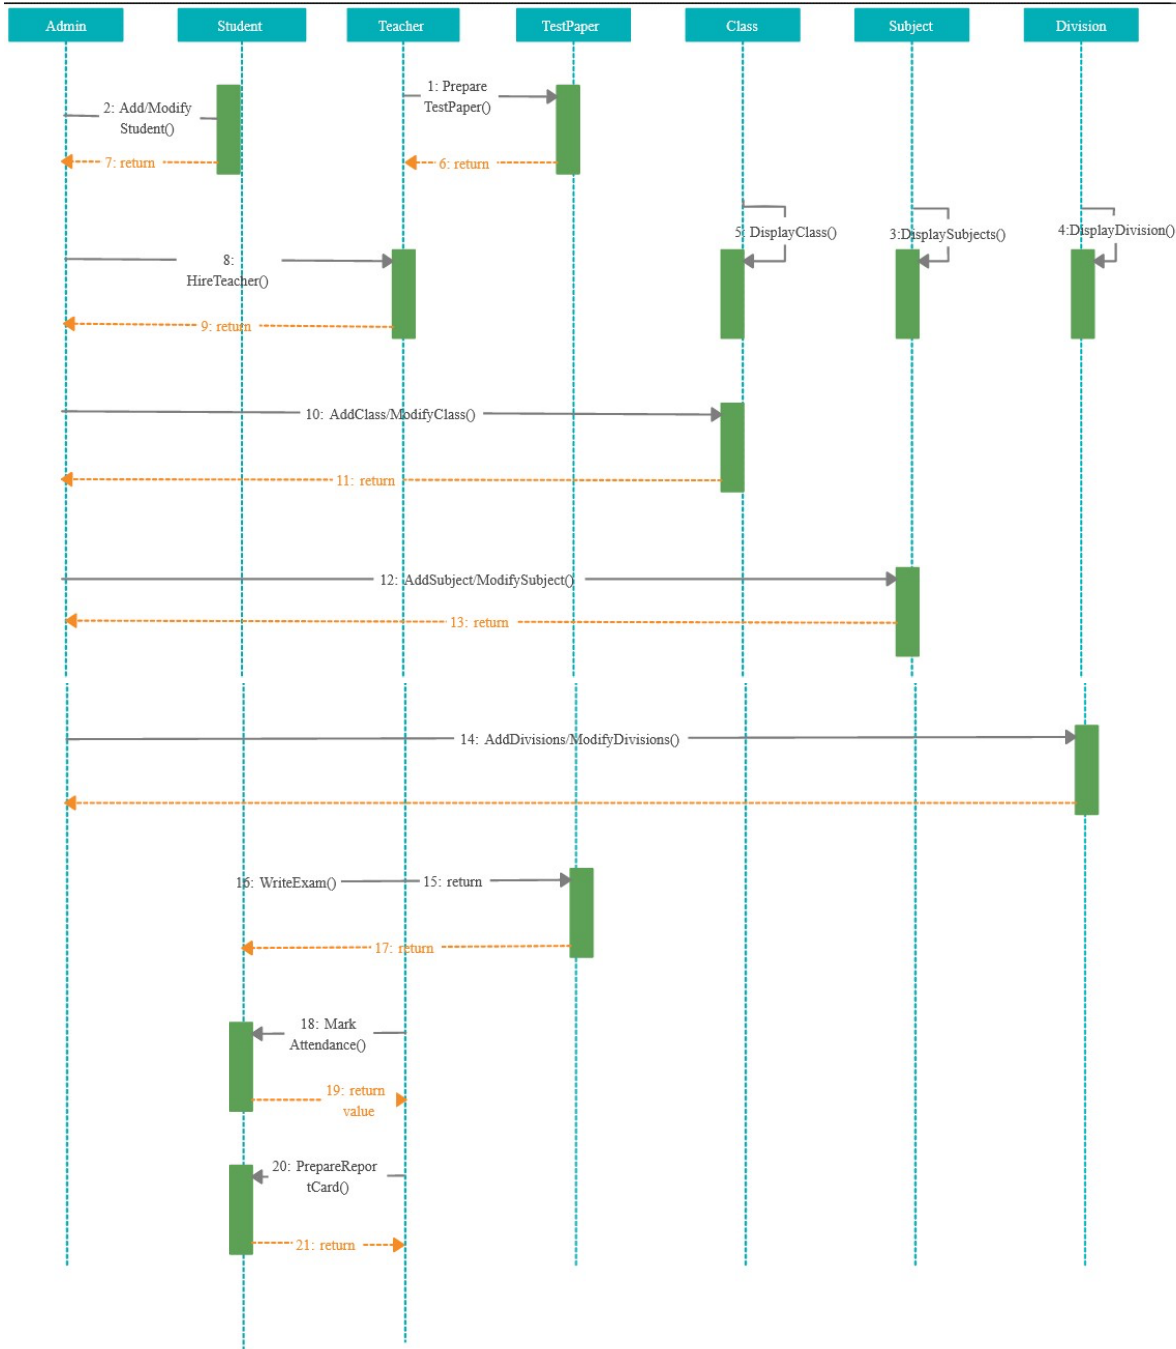 Admin
Student
Teacher
TestPaper
Class
Subject
Division
1: Prepare
TestPaper()
2: Add/Modify
Student()
7: return
6: return
5: DisplayClass()
3:DisplaySubjects()
4:DisplayDivision()
8:
HireTeacher()
9: return
10: AddClass/ModifyClass()
11: return
12: AddSubject/ModifySubject()
13: return
14: AddDivisions/ModifyDivisions()
16: WriteExam()
15: return
17: return
18: Mark
Attendance()
19: return
value
20: PrepareRepor
tCard()
21: return